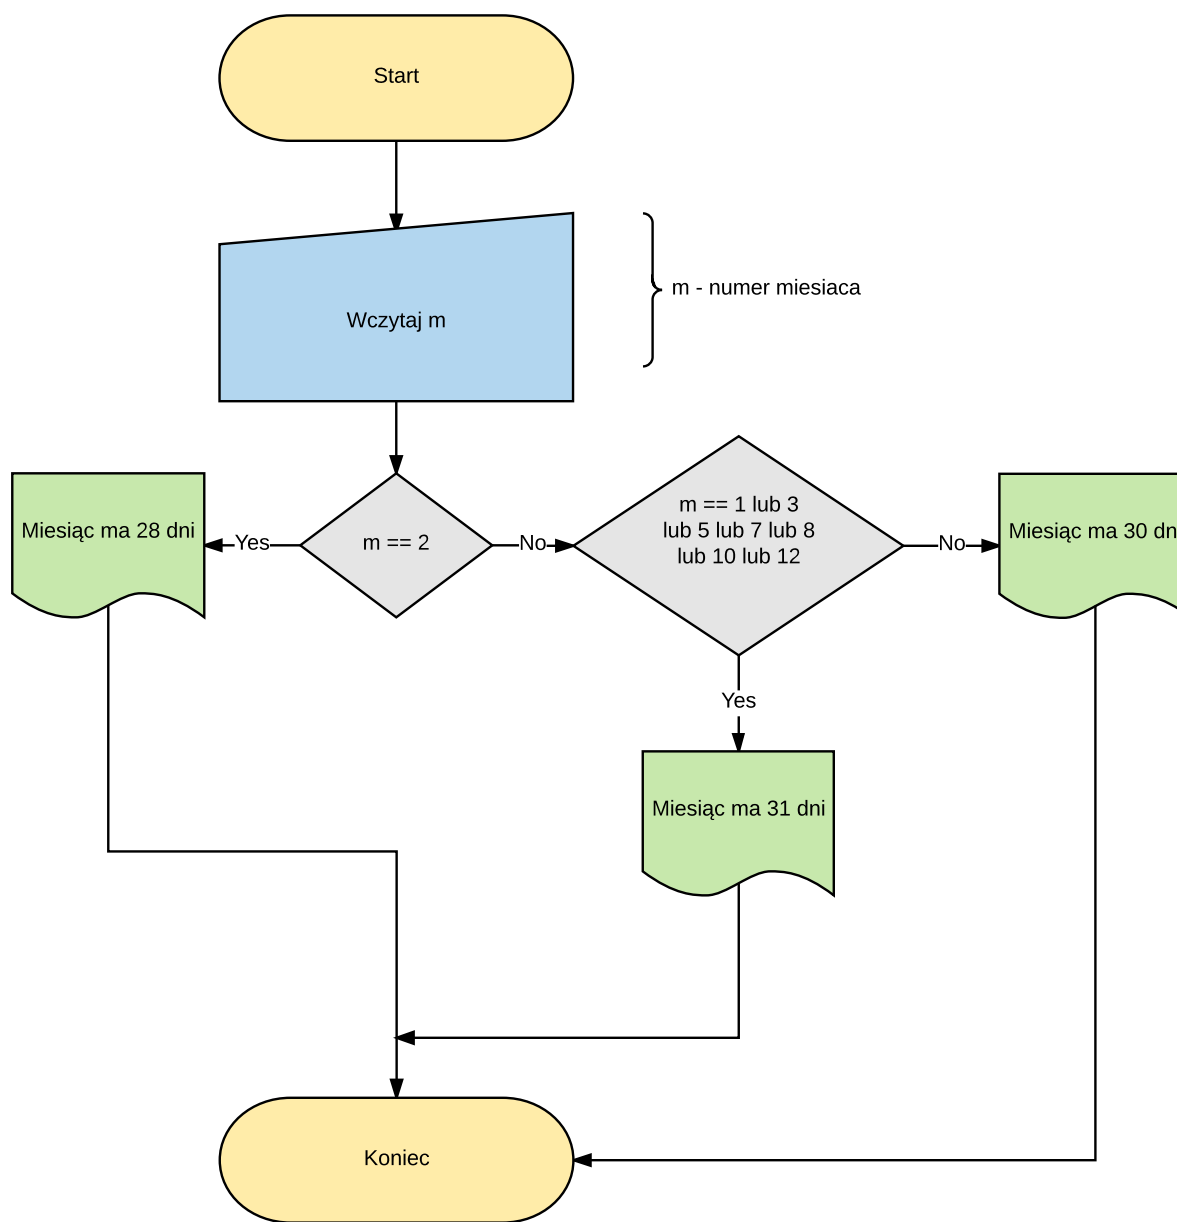 Start
Wczytaj m
m - numer miesiaca
Miesiąc ma 28 dni
Yes
m == 2
No
m == 1 lub 3
lub 5 lub 7 lub 8
lub 10 lub 12
No
Miesiąc ma 30 dn
Yes
Miesiąc ma 31 dni
Koniec